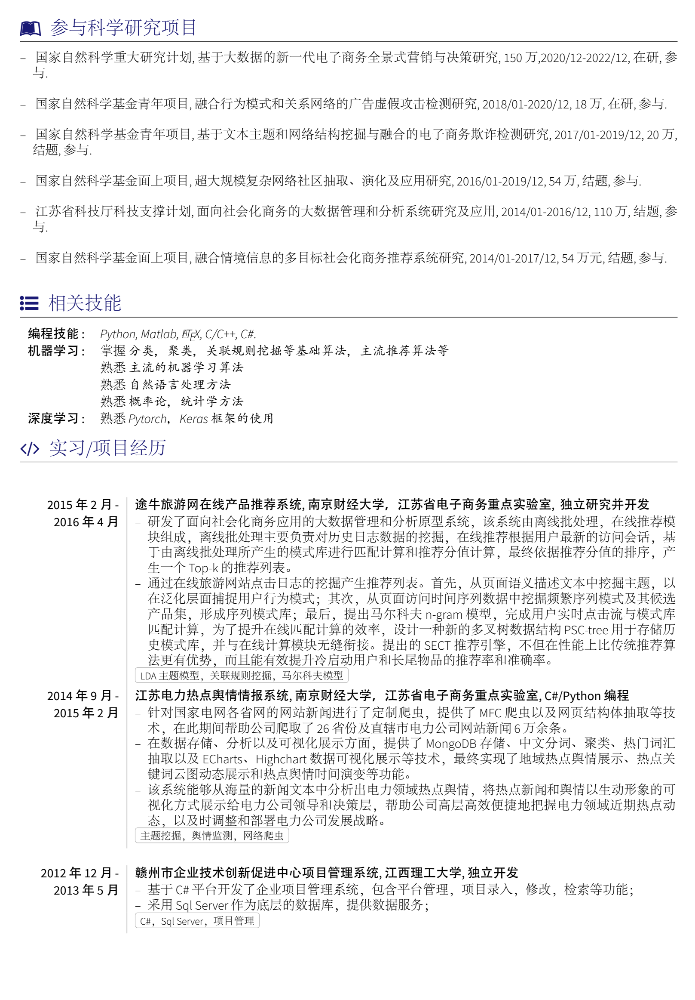 参与科学研究项目
– 国家自然科学重大研究计划, 基于大数据的新一代电子商务全景式营销与决策研究, 150 万,2020/12-2022/12, 在研, 参
与.
– 国家自然科学基金青年项目, 融合行为模式和关系网络的广告虚假攻击检测研究, 2018/01-2020/12, 18 万, 在研, 参与.
– 国家自然科学基金青年项目, 基于文本主题和网络结构挖掘与融合的电子商务欺诈检测研究, 2017/01-2019/12, 20 万,
结题, 参与.
– 国家自然科学基金面上项目, 超大规模复杂网络社区抽取、演化及应用研究, 2016/01-2019/12, 54 万, 结题, 参与.
– 江苏省科技厅科技支撑计划, 面向社会化商务的大数据管理和分析系统研究及应用, 2014/01-2016/12, 110 万, 结题, 参
与.
– 国家自然科学基金面上项目, 融合情境信息的多目标社会化商务推荐系统研究, 2014/01-2017/12, 54 万元, 结题, 参与.
相关技能
编程技能： Python, Matlab, LATEX, C/C++, C#.
机器学习： 掌握 分类，聚类，关联规则挖掘等基础算法，主流推荐算法等
熟悉 主流的机器学习算法
熟悉 自然语言处理方法
熟悉 概率论，统计学方法
深度学习： 熟悉 Pytorch，Keras 框架的使用
实习/项目经历
2015 年 2 月 - 途牛旅游网在线产品推荐系统, 南京财经大学，江苏省电子商务重点实验室, 独立研究并开发
2016 年 4 月 – 研发了面向社会化商务应用的大数据管理和分析原型系统，该系统由离线批处理，在线推荐模
块组成，离线批处理主要负责对历史日志数据的挖掘，在线推荐根据用户最新的访问会话，基
于由离线批处理所产生的模式库进行匹配计算和推荐分值计算，最终依据推荐分值的排序，产
生一个 Top-k 的推荐列表。
– 通过在线旅游网站点击日志的挖掘产生推荐列表。首先，从页面语义描述文本中挖掘主题，以
在泛化层面捕捉用户行为模式；其次，从页面访问时间序列数据中挖掘频繁序列模式及其候选
产品集，形成序列模式库；最后，提出马尔科夫 n-gram 模型，完成用户实时点击流与模式库
匹配计算，为了提升在线匹配计算的效率，设计一种新的多叉树数据结构 PSC-tree 用于存储历
史模式库，并与在线计算模块无缝衔接。提出的 SECT 推荐引擎，不但在性能上比传统推荐算
法更有优势，而且能有效提升冷启动用户和长尾物品的推荐率和准确率。
LDA 主题模型，关联规则挖掘，马尔科夫模型
2014 年 9 月 - 江苏电力热点舆情情报系统, 南京财经大学，江苏省电子商务重点实验室, C#/Python 编程
2015 年 2 月 – 针对国家电网各省网的网站新闻进行了定制爬虫，提供了 MFC 爬虫以及网页结构体抽取等技
术，在此期间帮助公司爬取了 26 省份及直辖市电力公司网站新闻 6 万余条。
– 在数据存储、分析以及可视化展示方面，提供了 MongoDB 存储、中文分词、聚类、热门词汇
抽取以及 ECharts、Highchart 数据可视化展示等技术，最终实现了地域热点舆情展示、热点关
键词云图动态展示和热点舆情时间演变等功能。
– 该系统能够从海量的新闻文本中分析出电力领域热点舆情，将热点新闻和舆情以生动形象的可
视化方式展示给电力公司领导和决策层，帮助公司高层高效便捷地把握电力领域近期热点动
态，以及时调整和部署电力公司发展战略。
主题挖掘，舆情监测，网络爬虫
2012 年 12 月 - 赣州市企业技术创新促进中心项目管理系统, 江西理工大学, 独立开发
2013 年 5 月 – 基于 C# 平台开发了企业项目管理系统，包含平台管理，项目录入，修改，检索等功能；
– 采用 Sql Server 作为底层的数据库，提供数据服务；
C#，Sql Server，项目管理